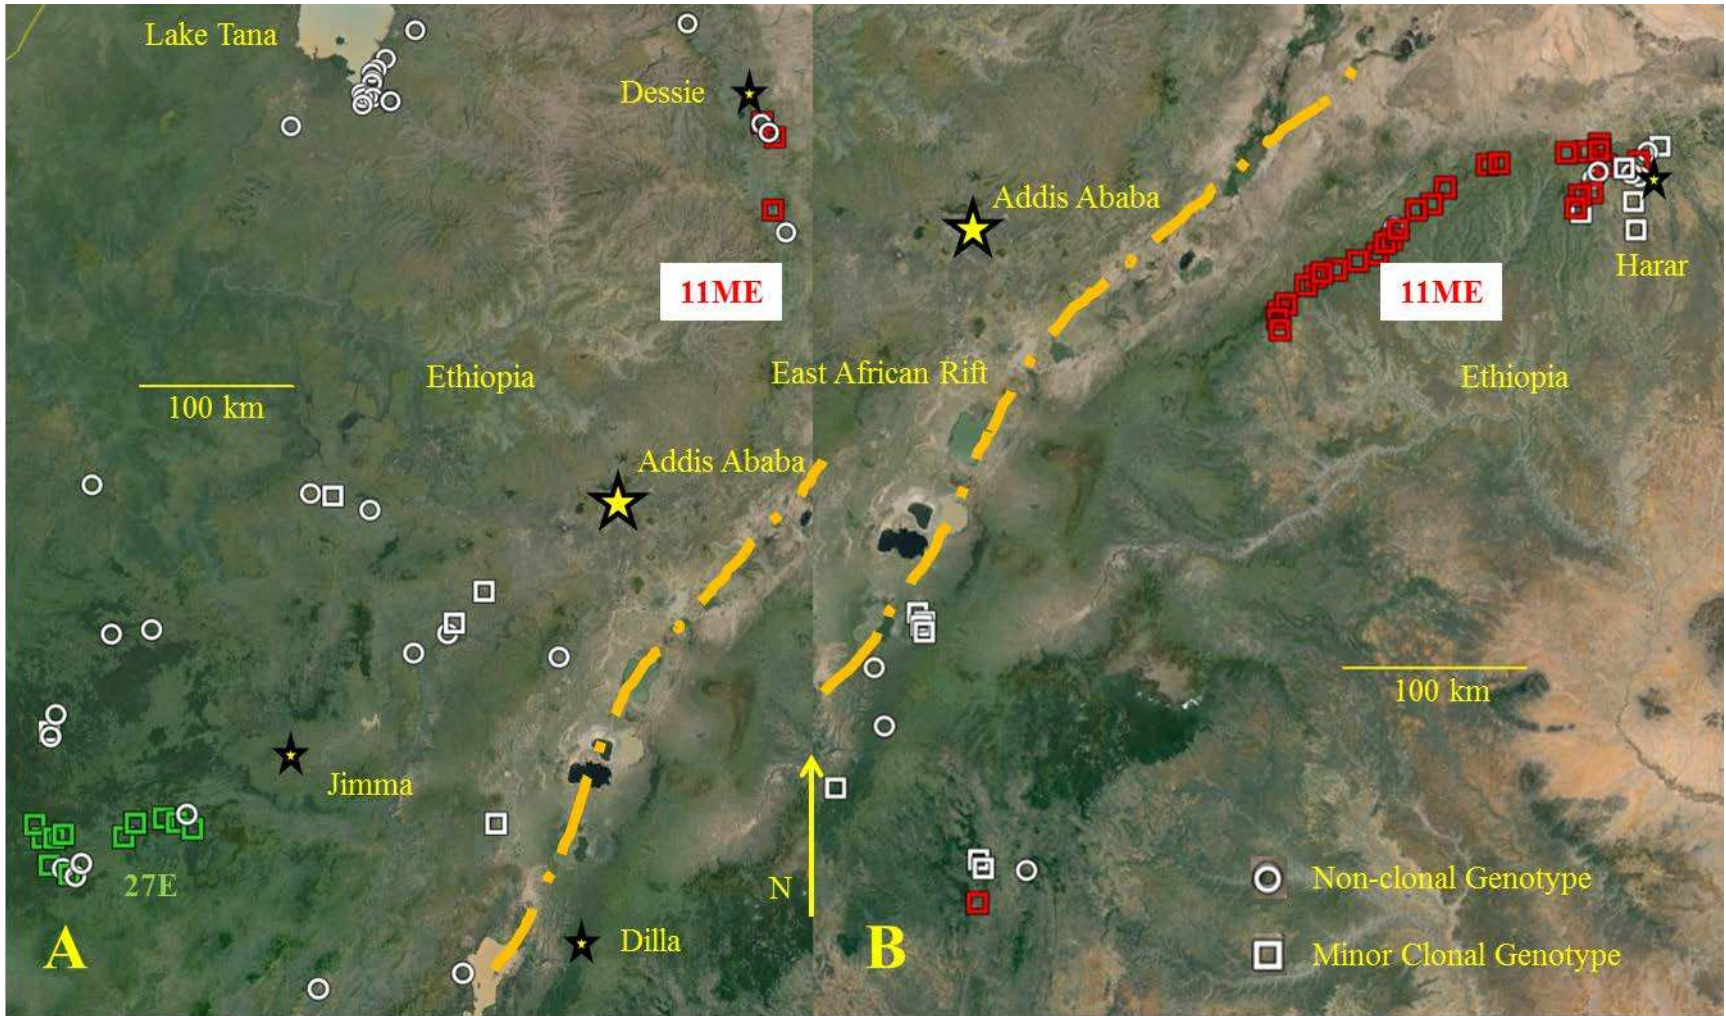 Lake Tana
Dessie
Addis Ababa
11ME
11ME
Harar
East African Rift
Ethiopia
Ethiopia
100 km
Addis Ababa
100 km
Jimma
27E
N
Non-clonal Genotype
Dilla
A
B
Minor Clonal Genotype